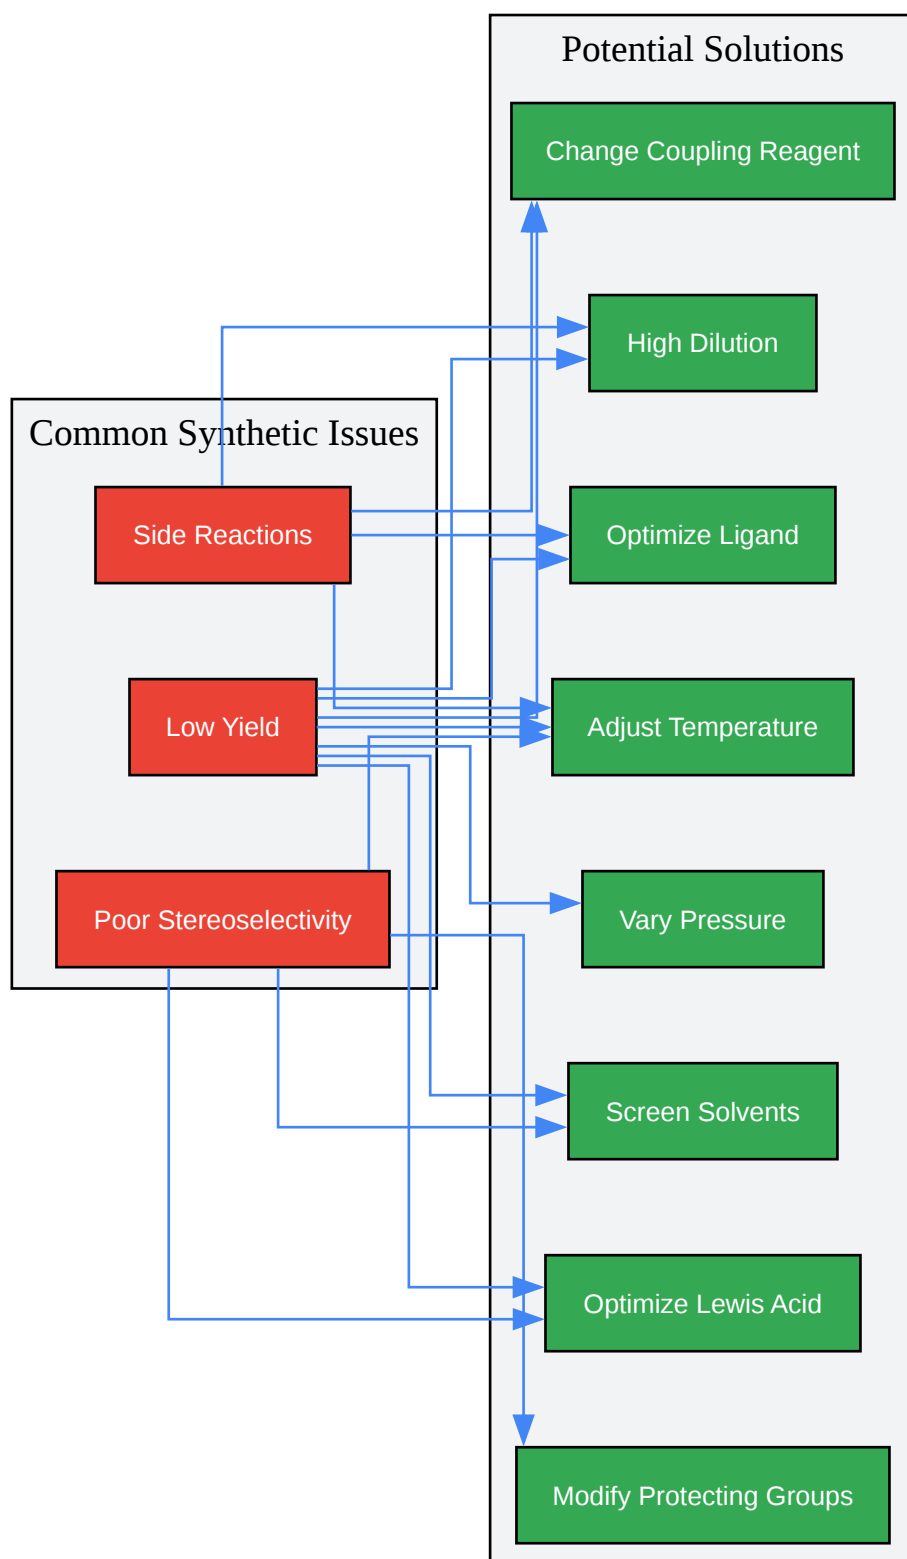 Potential Solutions
Change Coupling Reagent
High Dilution
Common Synthetic Issues
Side Reactions
Optimize Ligand
Low Yield
Adjust Temperature
Poor Stereoselectivity
Vary Pressure
Screen Solvents
Optimize Lewis Acid
Modify Protecting Groups